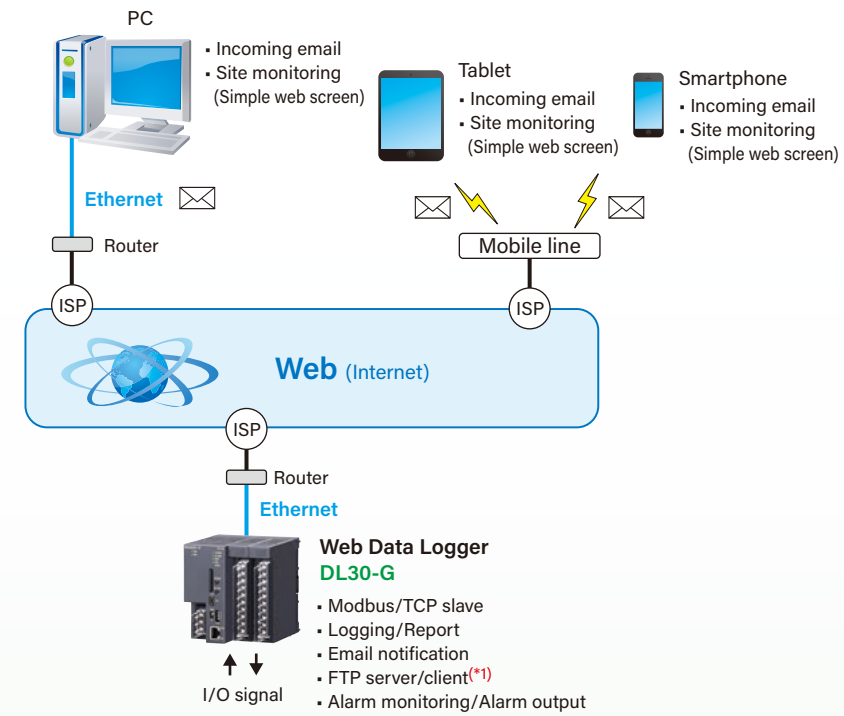 PC
▪ Incoming email
▪ Site monitoring
(Simple web screen)
Tablet
▪ Incoming email
▪ Site monitoring
(Simple web screen)
Smartphone
▪ Incoming email
▪ Site monitoring
(Simple web screen)
Ethernet
Router
Mobile line
ISP
ISP
Web (Internet)
ISP
Router
Ethernet
Web Data Logger
DL30-G
▪ Modbus/TCP slave
▪ Logging/Report
▪ Email notification
▪ FTP server/client(*1)
▪ Alarm monitoring/Alarm output
I/O signal